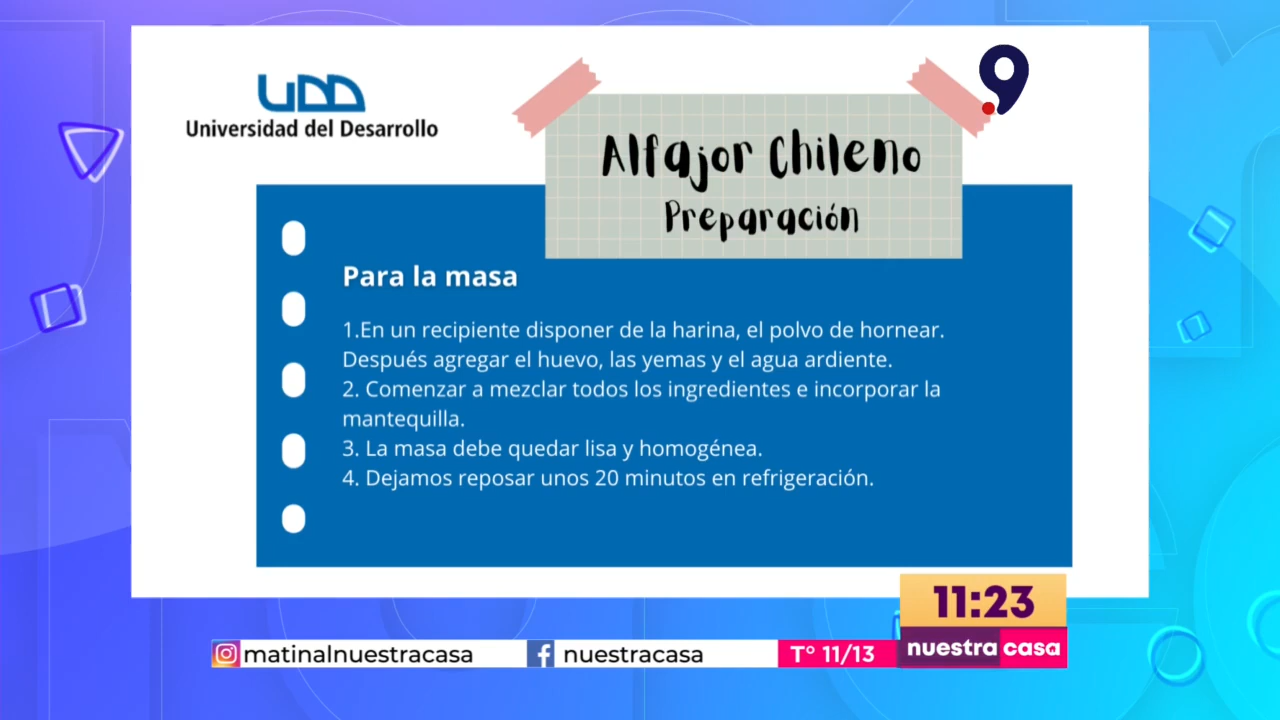 UDD
Universidad del Desarrollo
9
Alfajor Chileno
Preparación
Para la masa
1.En un recipiente disponer de la harina, el polvo de hornear.
Después agregar el huevo, las yemas y el agua ardiente.
2. Comenzar a mezclar todos los ingredientes e incorporar la
mantequilla.
3. La masa debe quedar lisa y homogénea.
4. Dejamos reposar unos 20 minutos en refrigeración.
11:23
matinalnuestracasa
nuestracasa
T° 11/13
nuestra casa